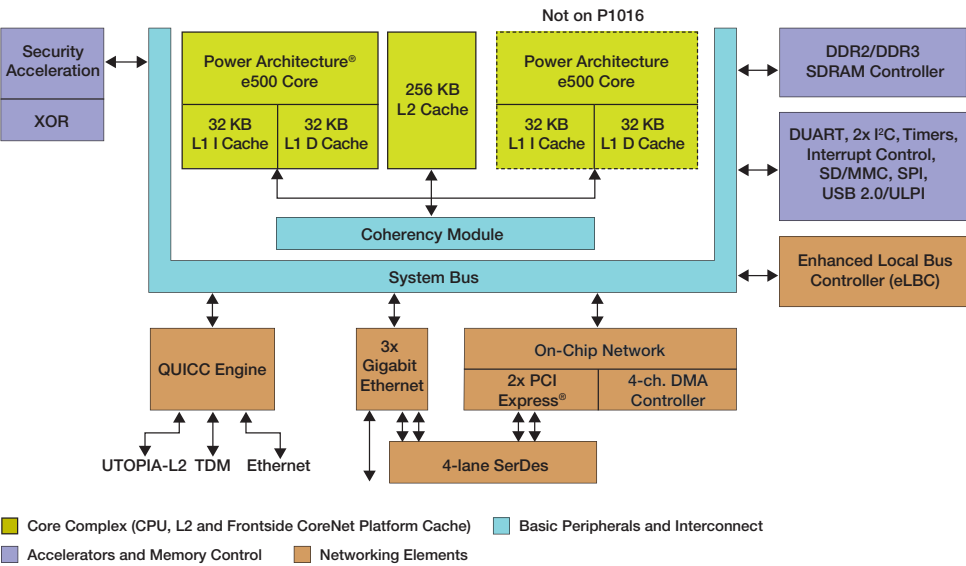 Not on P1016
Security
Acceleration
XOR
Power Architecture®
e500 Core
32 KB
L1 I Cache
32 KB
L1 D Cache
256 KB
L2 Cache
Power Architecture
e500 Core
32 KB
L1 I Cache
32 KB
L1 D Cache
DDR2/DDR3
SDRAM Controller
DUART, 2x I²C, Timers,
Interrupt Control,
SD/MMC, SPI,
USB 2.0/ULPI
Coherency Module
System Bus
Enhanced Local Bus
Controller (eLBC)
QUICC Engine
3x
Gigabit
Ethernet
On-Chip Network
2x PCI
Express®
4-ch. DMA
Controller
UTOPIA-L2
TDM
Ethernet
4-lane SerDes
Core Complex (CPU, L2 and Frontside CoreNet Platform Cache)
Basic Peripherals and Interconnect
Accelerators and Memory Control
Networking Elements